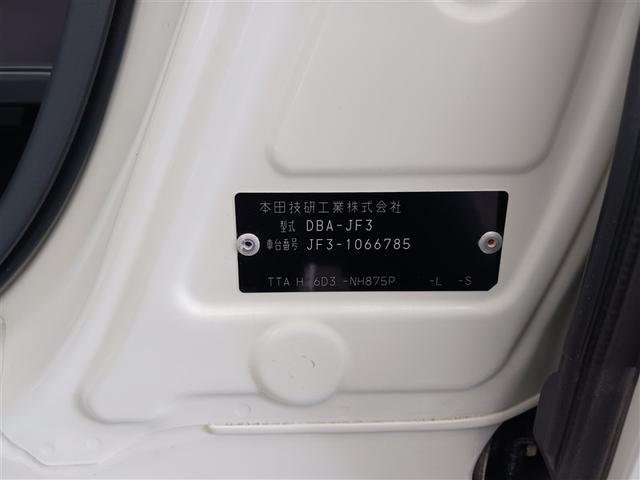 本田技研工業株式会社
型式 DBA-JF3
車台番号 JF3-1066785
TTA H 6D3 -NH875P -L -S